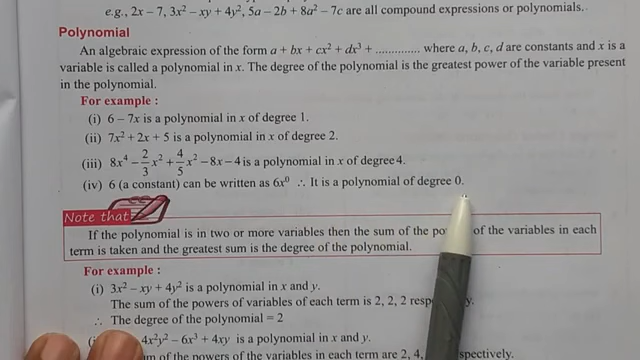 e.g., 2x – 7, 3x² – xy + 4y², 5a – 2b + 8a² – 7c are all compound expressions or polynomials.
Polynomial
An algebraic expression of the form a + bx + cx² + dx³ + ............. where a, b, c, d are constants and x is a
variable is called a polynomial in x. The degree of the polynomial is the greatest power of the variable present
in the polynomial.
For example :
(i) 6 – 7x is a polynomial in x of degree 1.
(ii) 7x² + 2x + 5 is a polynomial in x of degree 2.
(iii) 8x⁴ – 2/3 x² + 4/5 x² – 8x – 4 is a polynomial in x of degree 4.
(iv) 6 (a constant) can be written as 6x⁰ ∴ It is a polynomial of degree 0.
Note that
If the polynomial is in two or more variables then the sum of the of the variables in each
term is taken and the greatest sum is the degree of the polynomial.
For example :
(i) 3x² – xy + 4y² is a polynomial in x and y.
The sum of the powers of variables of each term is 2, 2, 2
∴ The degree of the polynomial = 2
4x²y² – 6x³ + 4xy is a polynomial in x and y.
of the powers of the variables in each term are 2, 4,